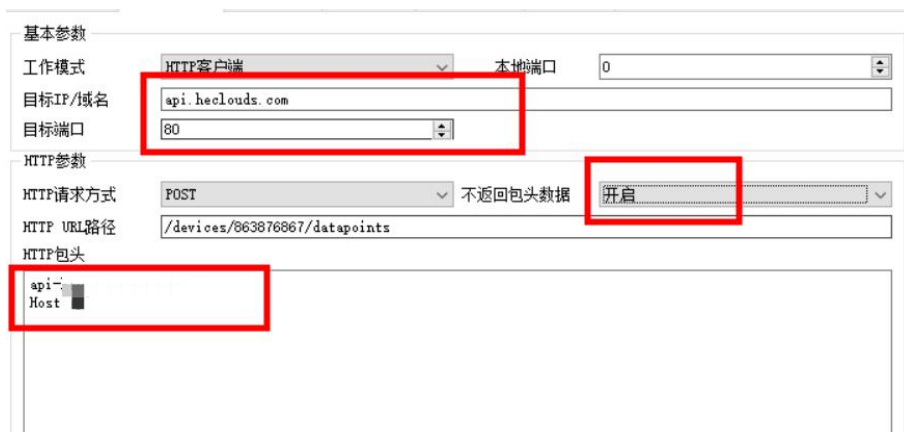 基本参数
工作模式 HTTP客户端 本地端口 0
目标IP/域名 api.heclouds.com
目标端口 80
HTTP参数
HTTP请求方式 POST 不返回包头数据 开启
HTTP URL路径 /devices/863876867/datapoints
HTTP包头
api-
Host